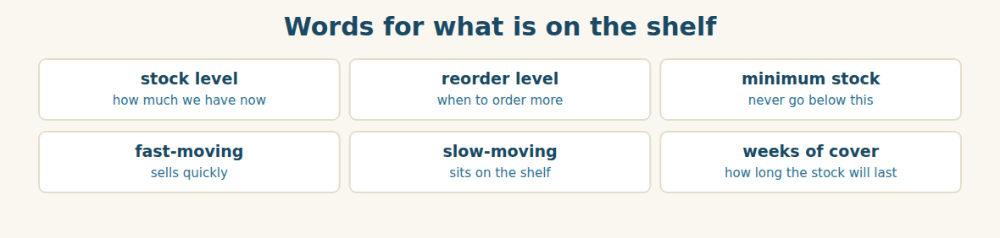 Words for what is on the shelf
stock level
how much we have now
reorder level
when to order more
minimum stock
never go below this
fast-moving
sells quickly
slow-moving
sits on the shelf
weeks of cover
how long the stock will last